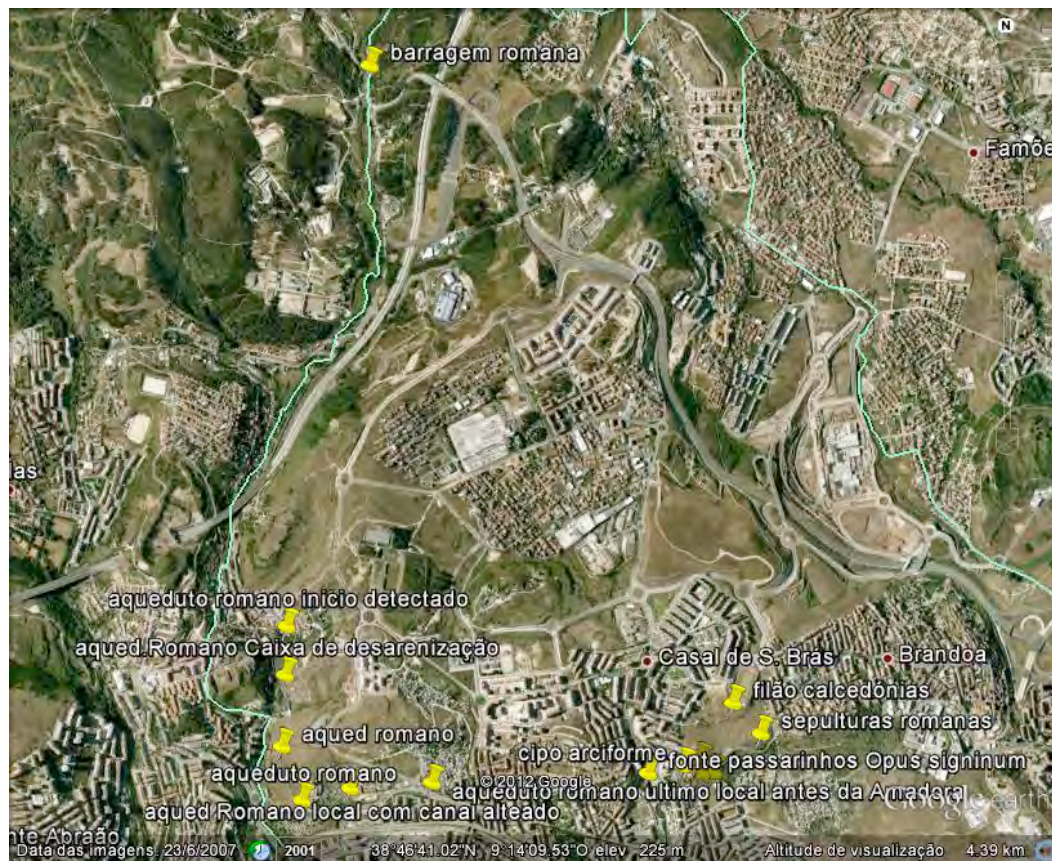 N
barragem romana
Famõe
las
aqueduto romano inicio detectado
aqued.Romano Caixa de desarenização
Casal de S. Brás
Brandoa
filão calcedônias
sepulturas romanas
aqued romano
cipo arciforme
fonte passarinhos Opus signinum
aqueduto romano
© 2012 Google
aqueduto romano ultimo local antes da Amadora
aqued Romano local com canal alteado
Google earth
nte Abraão
Data das imagens: 23/6/2007 2001 38°46'41.02"N 9°14'09.53"O elev 225 m Altitude de visualização 4.39 km